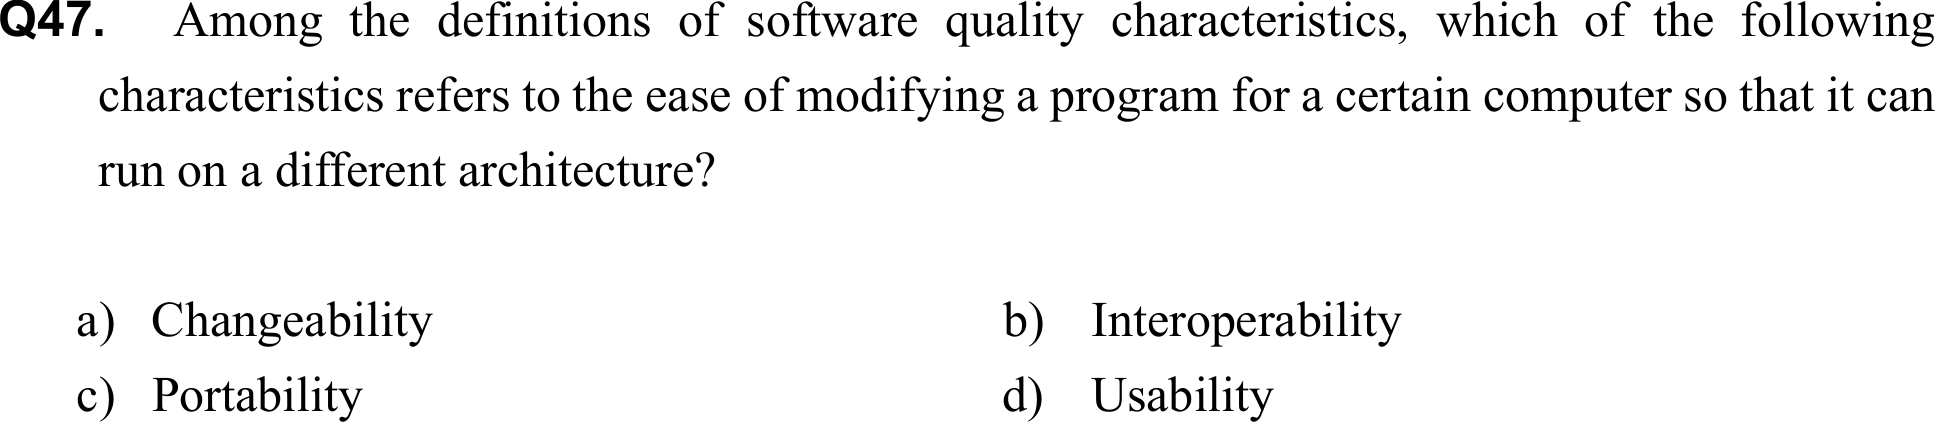 Q47. Among the definitions of software quality characteristics, which of the following
characteristics refers to the ease of modifying a program for a certain computer so that it can
run on a different architecture?
a) Changeability b) Interoperability
c) Portability d) Usability